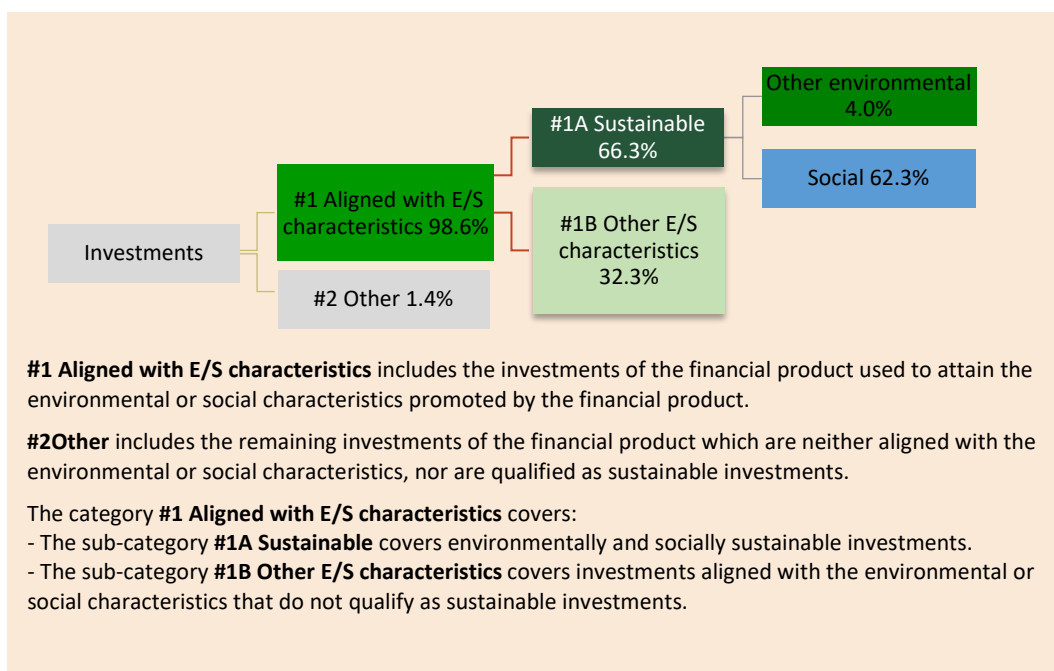 Other environmental
4.0%
#1A Sustainable
66.3%
Social 62.3%
#1 Aligned with E/S
characteristics 98.6%
#1B Other E/S
characteristics
32.3%
Investments
#2 Other 1.4%
#1 Aligned with E/S characteristics includes the investments of the financial product used to attain the
environmental or social characteristics promoted by the financial product.
#2Other includes the remaining investments of the financial product which are neither aligned with the
environmental or social characteristics, nor are qualified as sustainable investments.
The category #1 Aligned with E/S characteristics covers:
- The sub-category #1A Sustainable covers environmentally and socially sustainable investments.
- The sub-category #1B Other E/S characteristics covers investments aligned with the environmental or
social characteristics that do not qualify as sustainable investments.